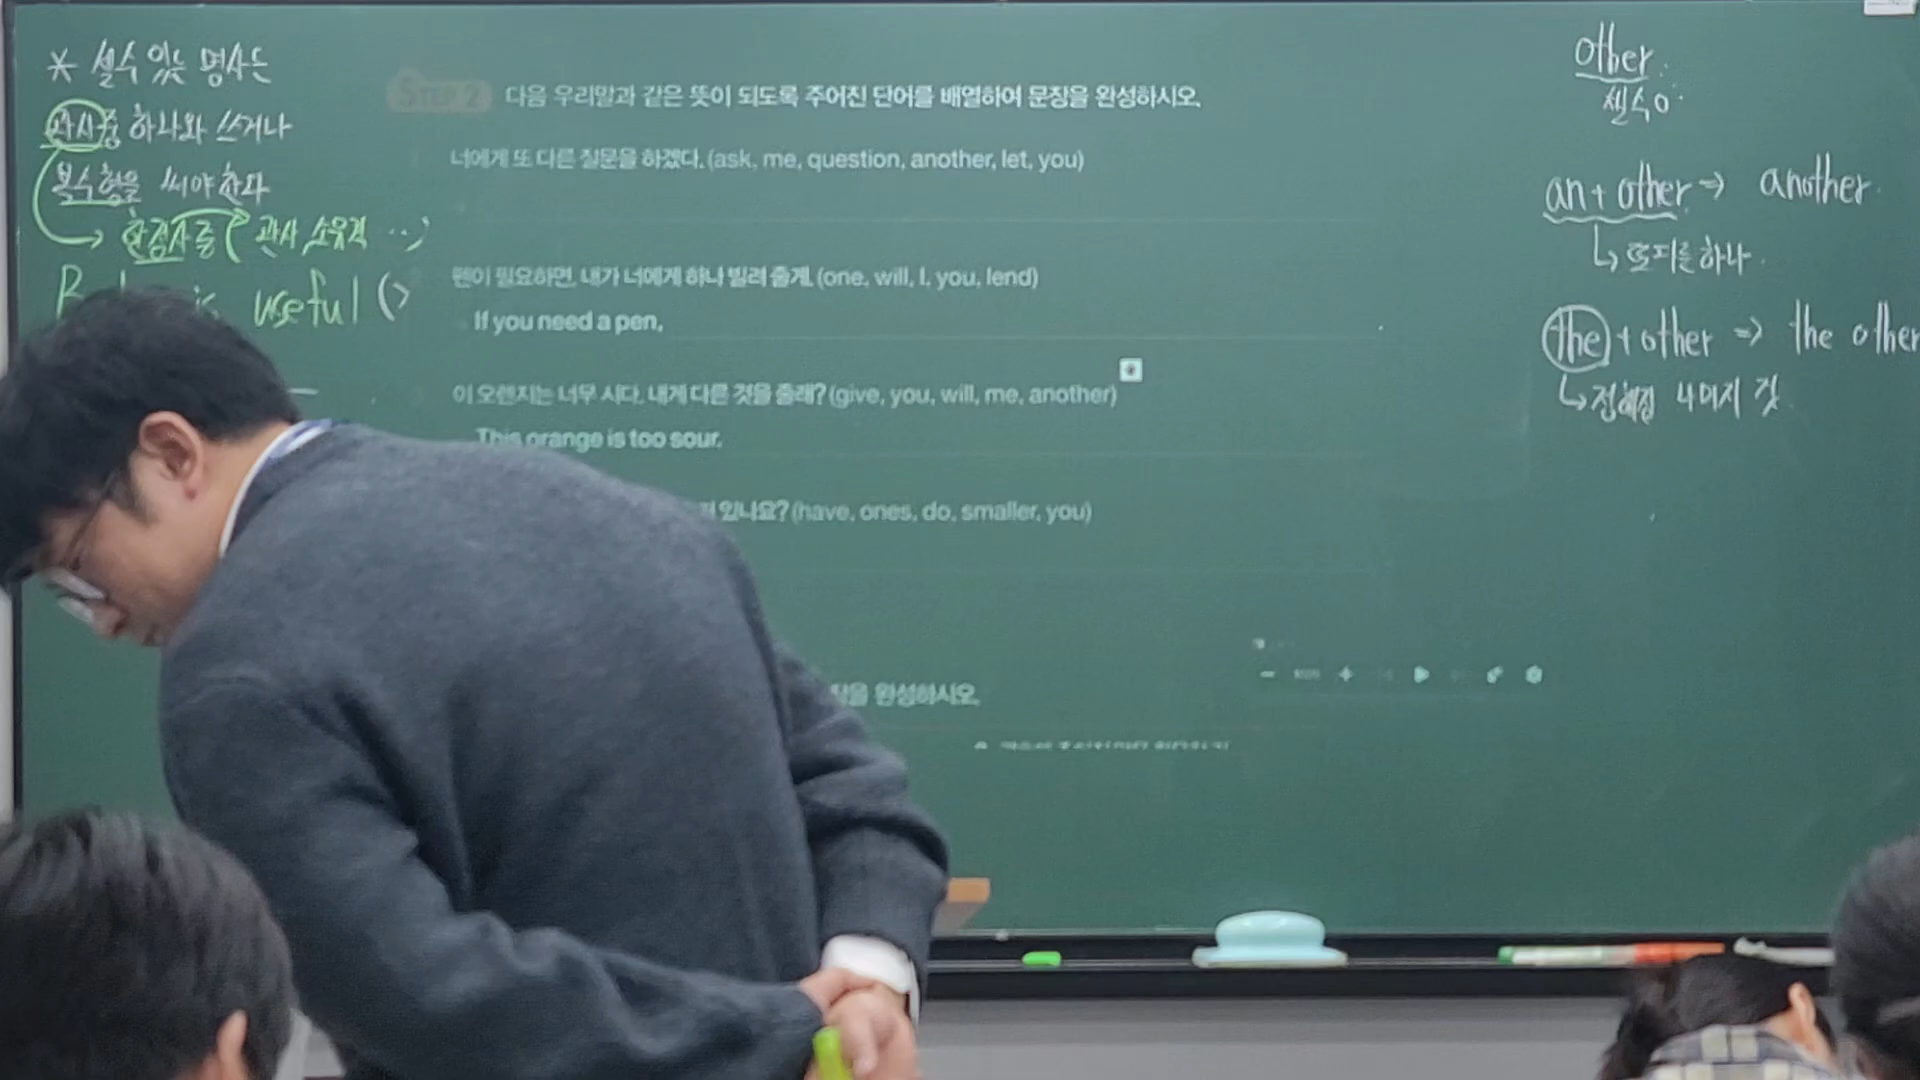 * 셀수 있는 명사는
관사중 하나와 쓰거나
복수형을 써야 한다
한정사 중 ( 관사, 소유격 ..)
is useful ( )
STEP 2 다음 우리말과 같은 뜻이 되도록 주어진 단어를 배열하여 문장을 완성하시오.
너에게 또 다른 질문을 하겠다. (ask, me, question, another, let, you)
펜이 필요하면, 내가 너에게 하나 빌려 줄게. (one, will, I, you, lend)
If you need a pen,
이 오렌지는 너무 시다. 내게 다른 것을 줄래? (give, you, will, me, another)
This orange is too sour.
있나요? (have, ones, do, smaller, you)
완성하시오.
other
셀수 o
an + other => another
또다른 하나
the + other => the other
정해진 나머지 것